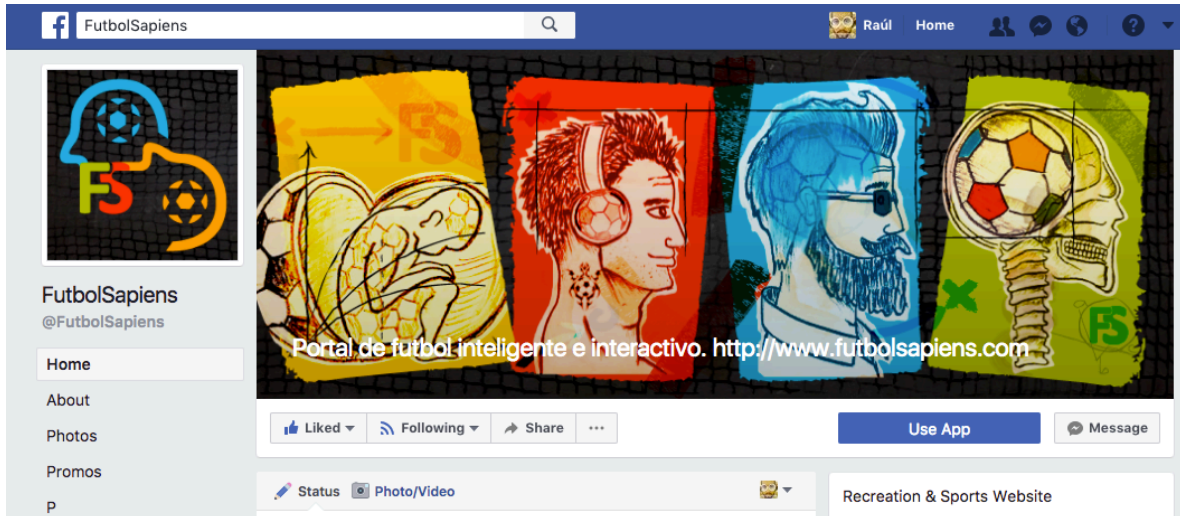 FutbolSapiens
Raúl Home
FS
FS
FutbolSapiens
@FutbolSapiens
Home
About
Photos
Promos
P
Portal de futbol inteligente e interactivo. http://www.futbolsapiens.com
FS
Liked Following Share ...
Use App Message
Status Photo/Video
Recreation & Sports Website